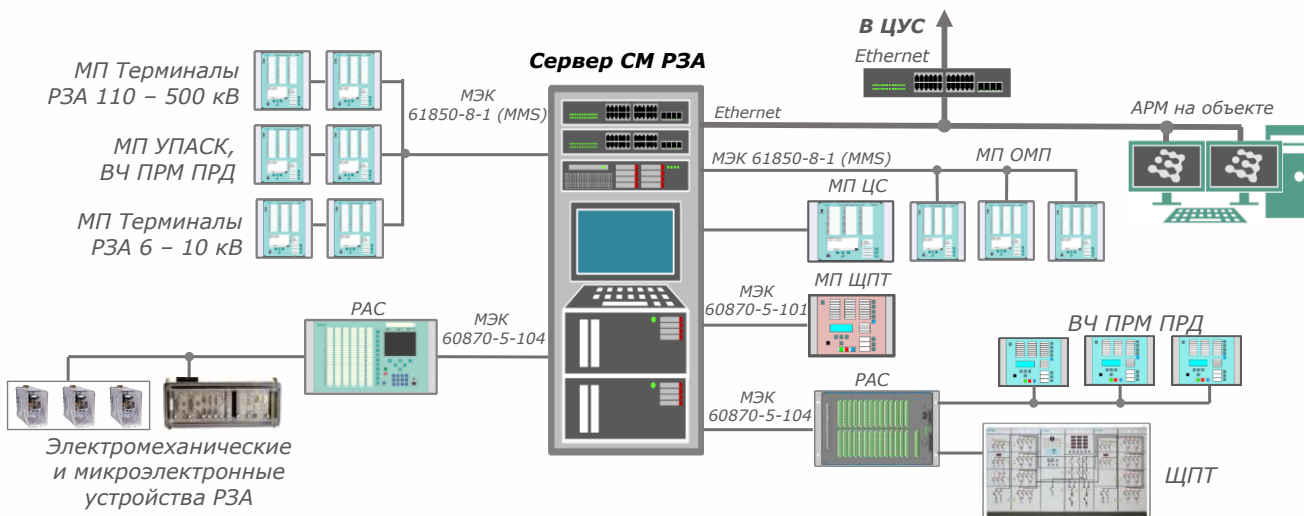 МП Терминалы
РЗА 110 – 500 кВ
МП УПАСК,
ВЧ ПРМ ПРД
МП Терминалы
РЗА 6 – 10 кВ
МЭК
61850-8-1 (MMS)
Сервер СМ РЗА
В ЦУС
Ethernet
Ethernet
АРМ на объекте
МЭК 61850-8-1 (MMS)
МП ОМП
МП ЦС
МЭК
60870-5-101
МП ЩПТ
РАС
МЭК
60870-5-104
ВЧ ПРМ ПРД
МЭК
60870-5-104
РАС
ЩПТ
Электромеханические
и микроэлектронные
устройства РЗА